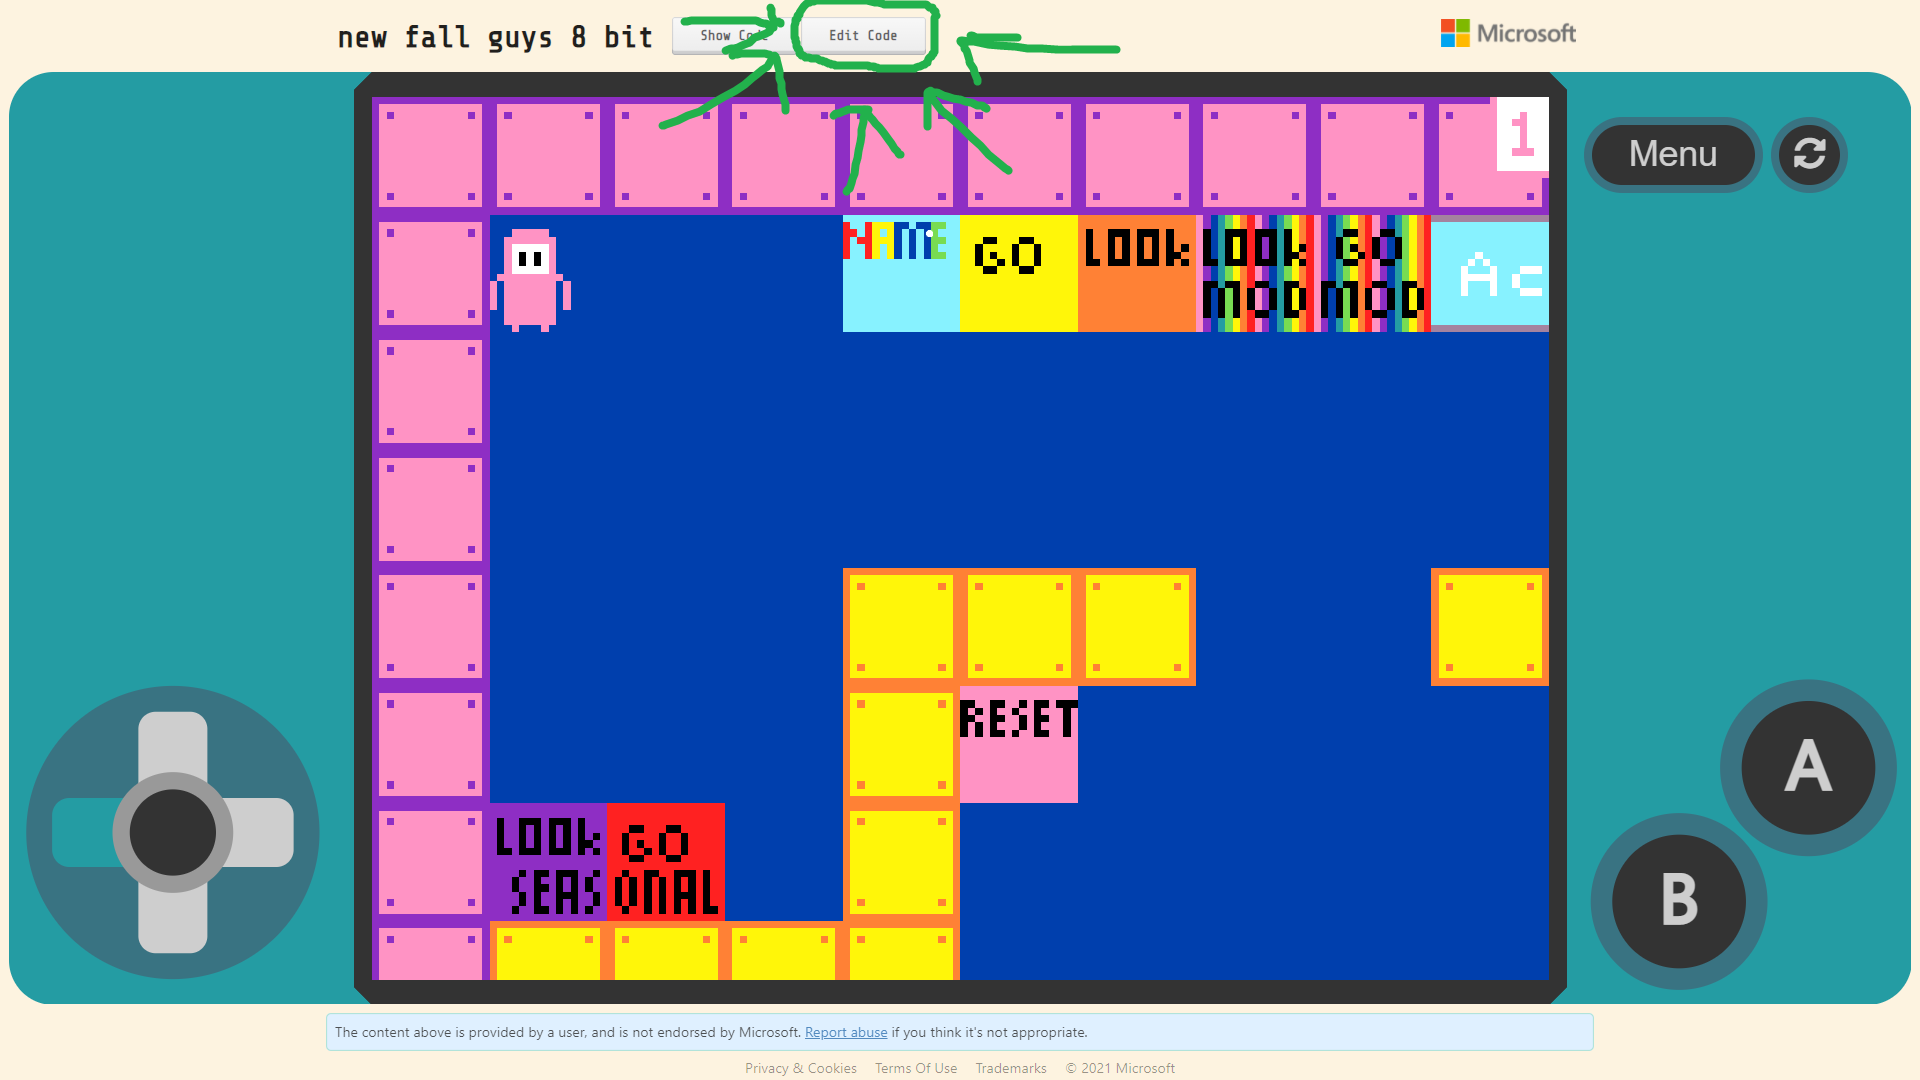 new fall guys 8 bit
Show Code
Edit Code
Microsoft
1
Menu
NAME
GO
LOOK
LOOK
MOD
GO
MOD
Ac
RESET
LOOK
SEAS
GO
ONAL
A
B
The content above is provided by a user, and is not endorsed by Microsoft. Report abuse if you think it's not appropriate.
Privacy & Cookies Terms Of Use Trademarks © 2021 Microsoft